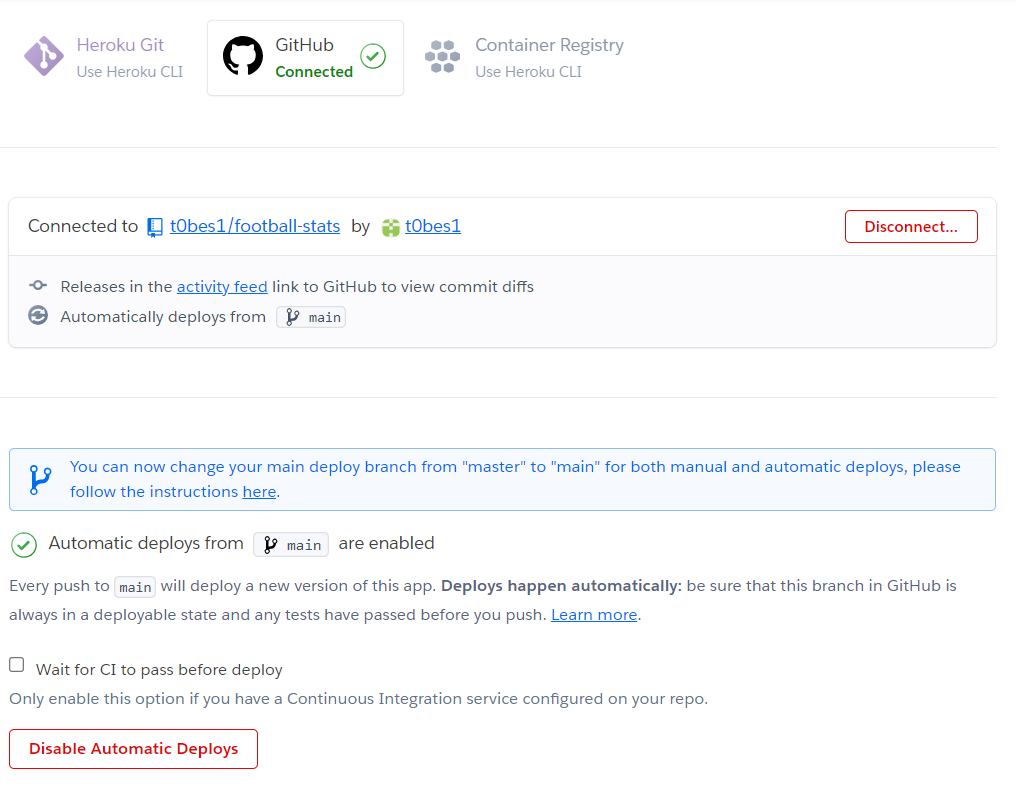 Heroku Git
Use Heroku CLI
GitHub
Connected
Container Registry
Use Heroku CLI
Connected to t0bes1/football-stats by t0bes1
Disconnect...
Releases in the activity feed link to GitHub to view commit diffs
Automatically deploys from main
You can now change your main deploy branch from "master" to "main" for both manual and automatic deploys, please
follow the instructions here.
Automatic deploys from main are enabled
Every push to main will deploy a new version of this app. Deploys happen automatically: be sure that this branch in GitHub is
always in a deployable state and any tests have passed before you push. Learn more.
Wait for CI to pass before deploy
Only enable this option if you have a Continuous Integration service configured on your repo.
Disable Automatic Deploys